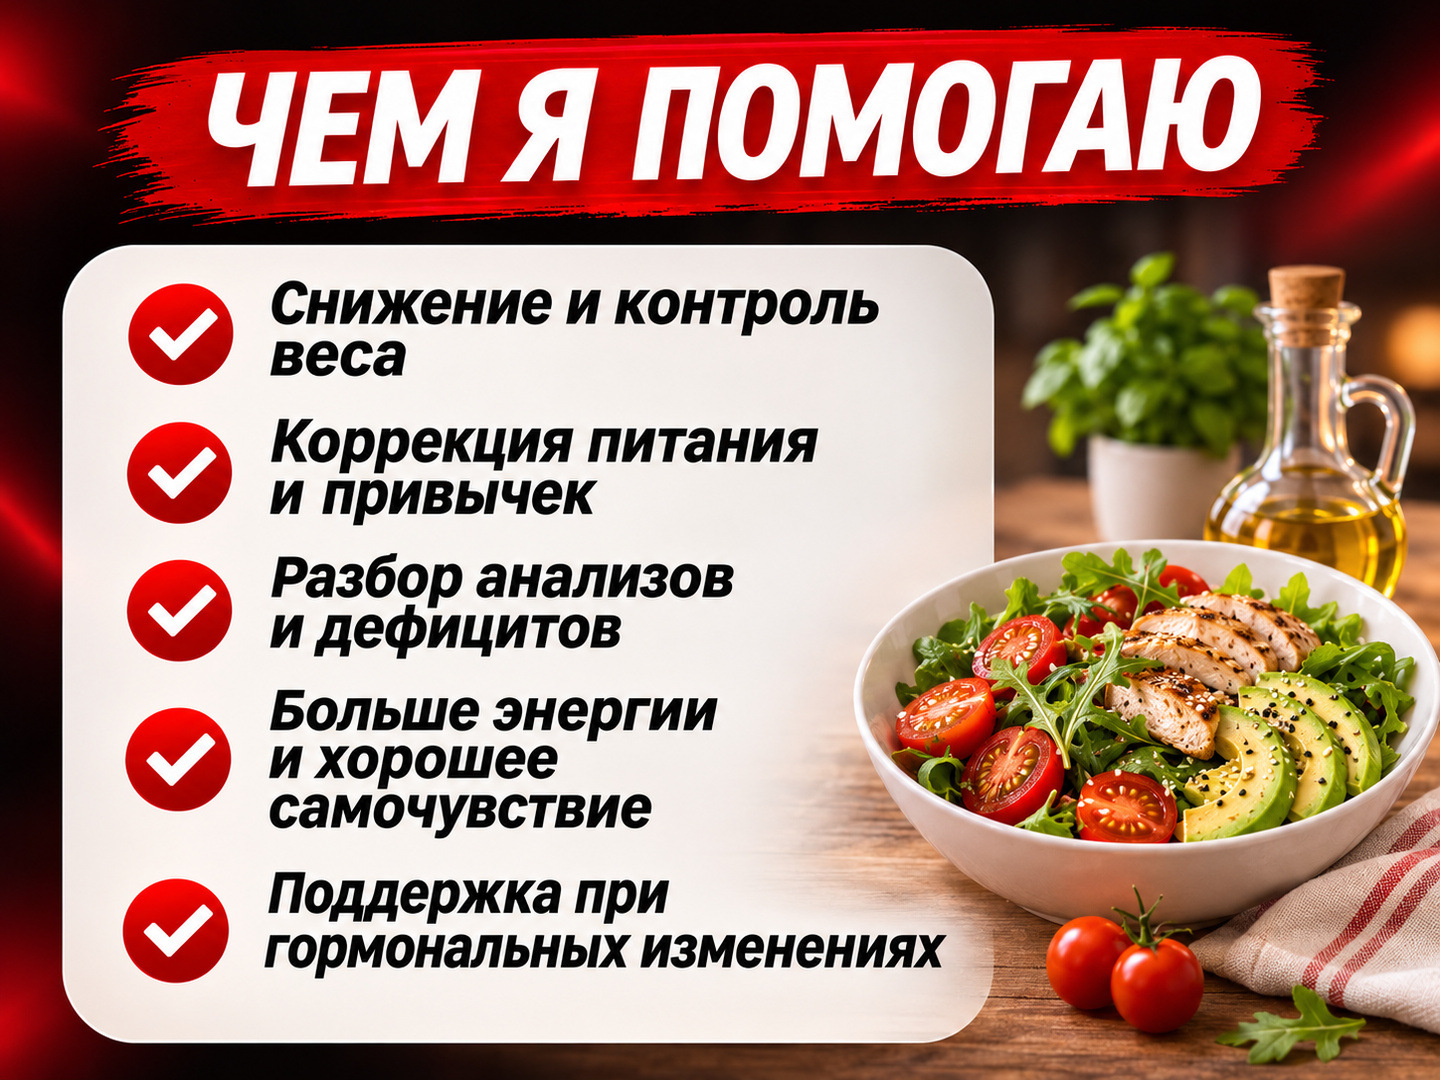 ЧЕМ Я ПОМОГАЮ
Снижение и контроль
веса
Коррекция питания
и привычек
Разбор анализов
и дефицитов
Больше энергии
и хорошее
самочувствие
Поддержка при
гормональных изменениях